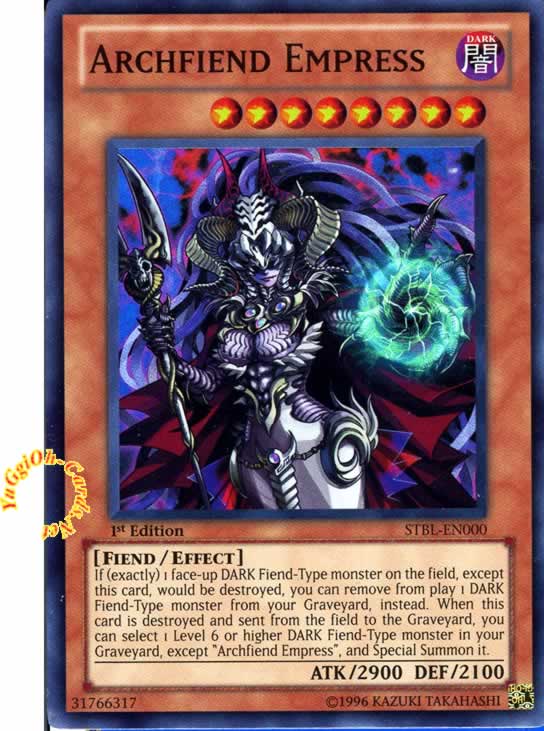 ARCHFIEND EMPRESS
DARK
闇
YuGgiOh-Cards.Net
1st Edition
STBL-EN000
[FIEND / EFFECT]
If (exactly) 1 face-up DARK Fiend-Type monster on the field, except
this card, would be destroyed, you can remove from play 1 DARK
Fiend-Type monster from your Graveyard, instead. When this
card is destroyed and sent from the field to the Graveyard, you
can select 1 Level 6 or higher DARK Fiend-Type monster in your
Graveyard, except "Archfiend Empress", and Special Summon it.
ATK/2900 DEF/2100
31766317
©1996 KAZUKI TAKAHASHI